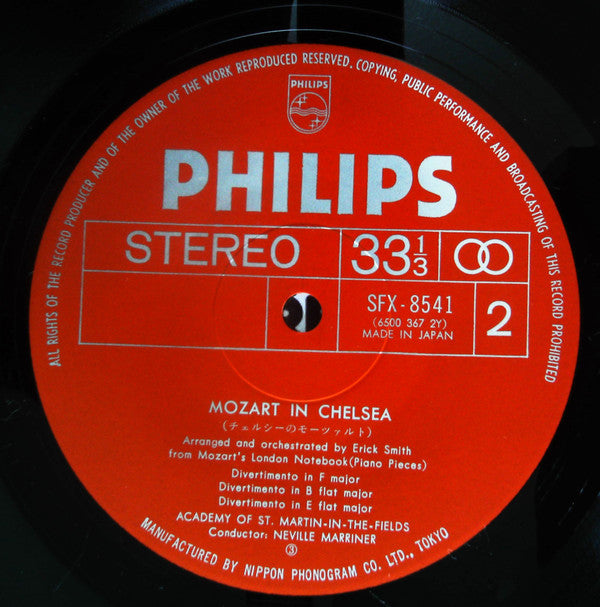 ALL RIGHTS OF THE RECORD PRODUCER AND OF THE OWNER OF THE WORK REPRODUCED RESERVED. COPYING, PUBLIC PERFORMANCE AND BROADCASTING OF THIS RECORD PROHIBITED
PHILIPS
PHILIPS
STEREO 33 1/3
SFX-8541
(6500 367 2Y)
MADE IN JAPAN
2
MOZART IN CHELSEA
(チェルシーのモーツァルト)
Arranged and orchestrated by Erick Smith
from Mozart's London Notebook(Piano Pieces)
Divertimento in F major
Divertimento in B flat major
Divertimento in E flat major
ACADEMY OF ST. MARTIN-IN-THE-FIELDS
Conductor: NEVILLE MARRINER
③
MANUFACTURED BY NIPPON PHONOGRAM CO. LTD., TOKYO